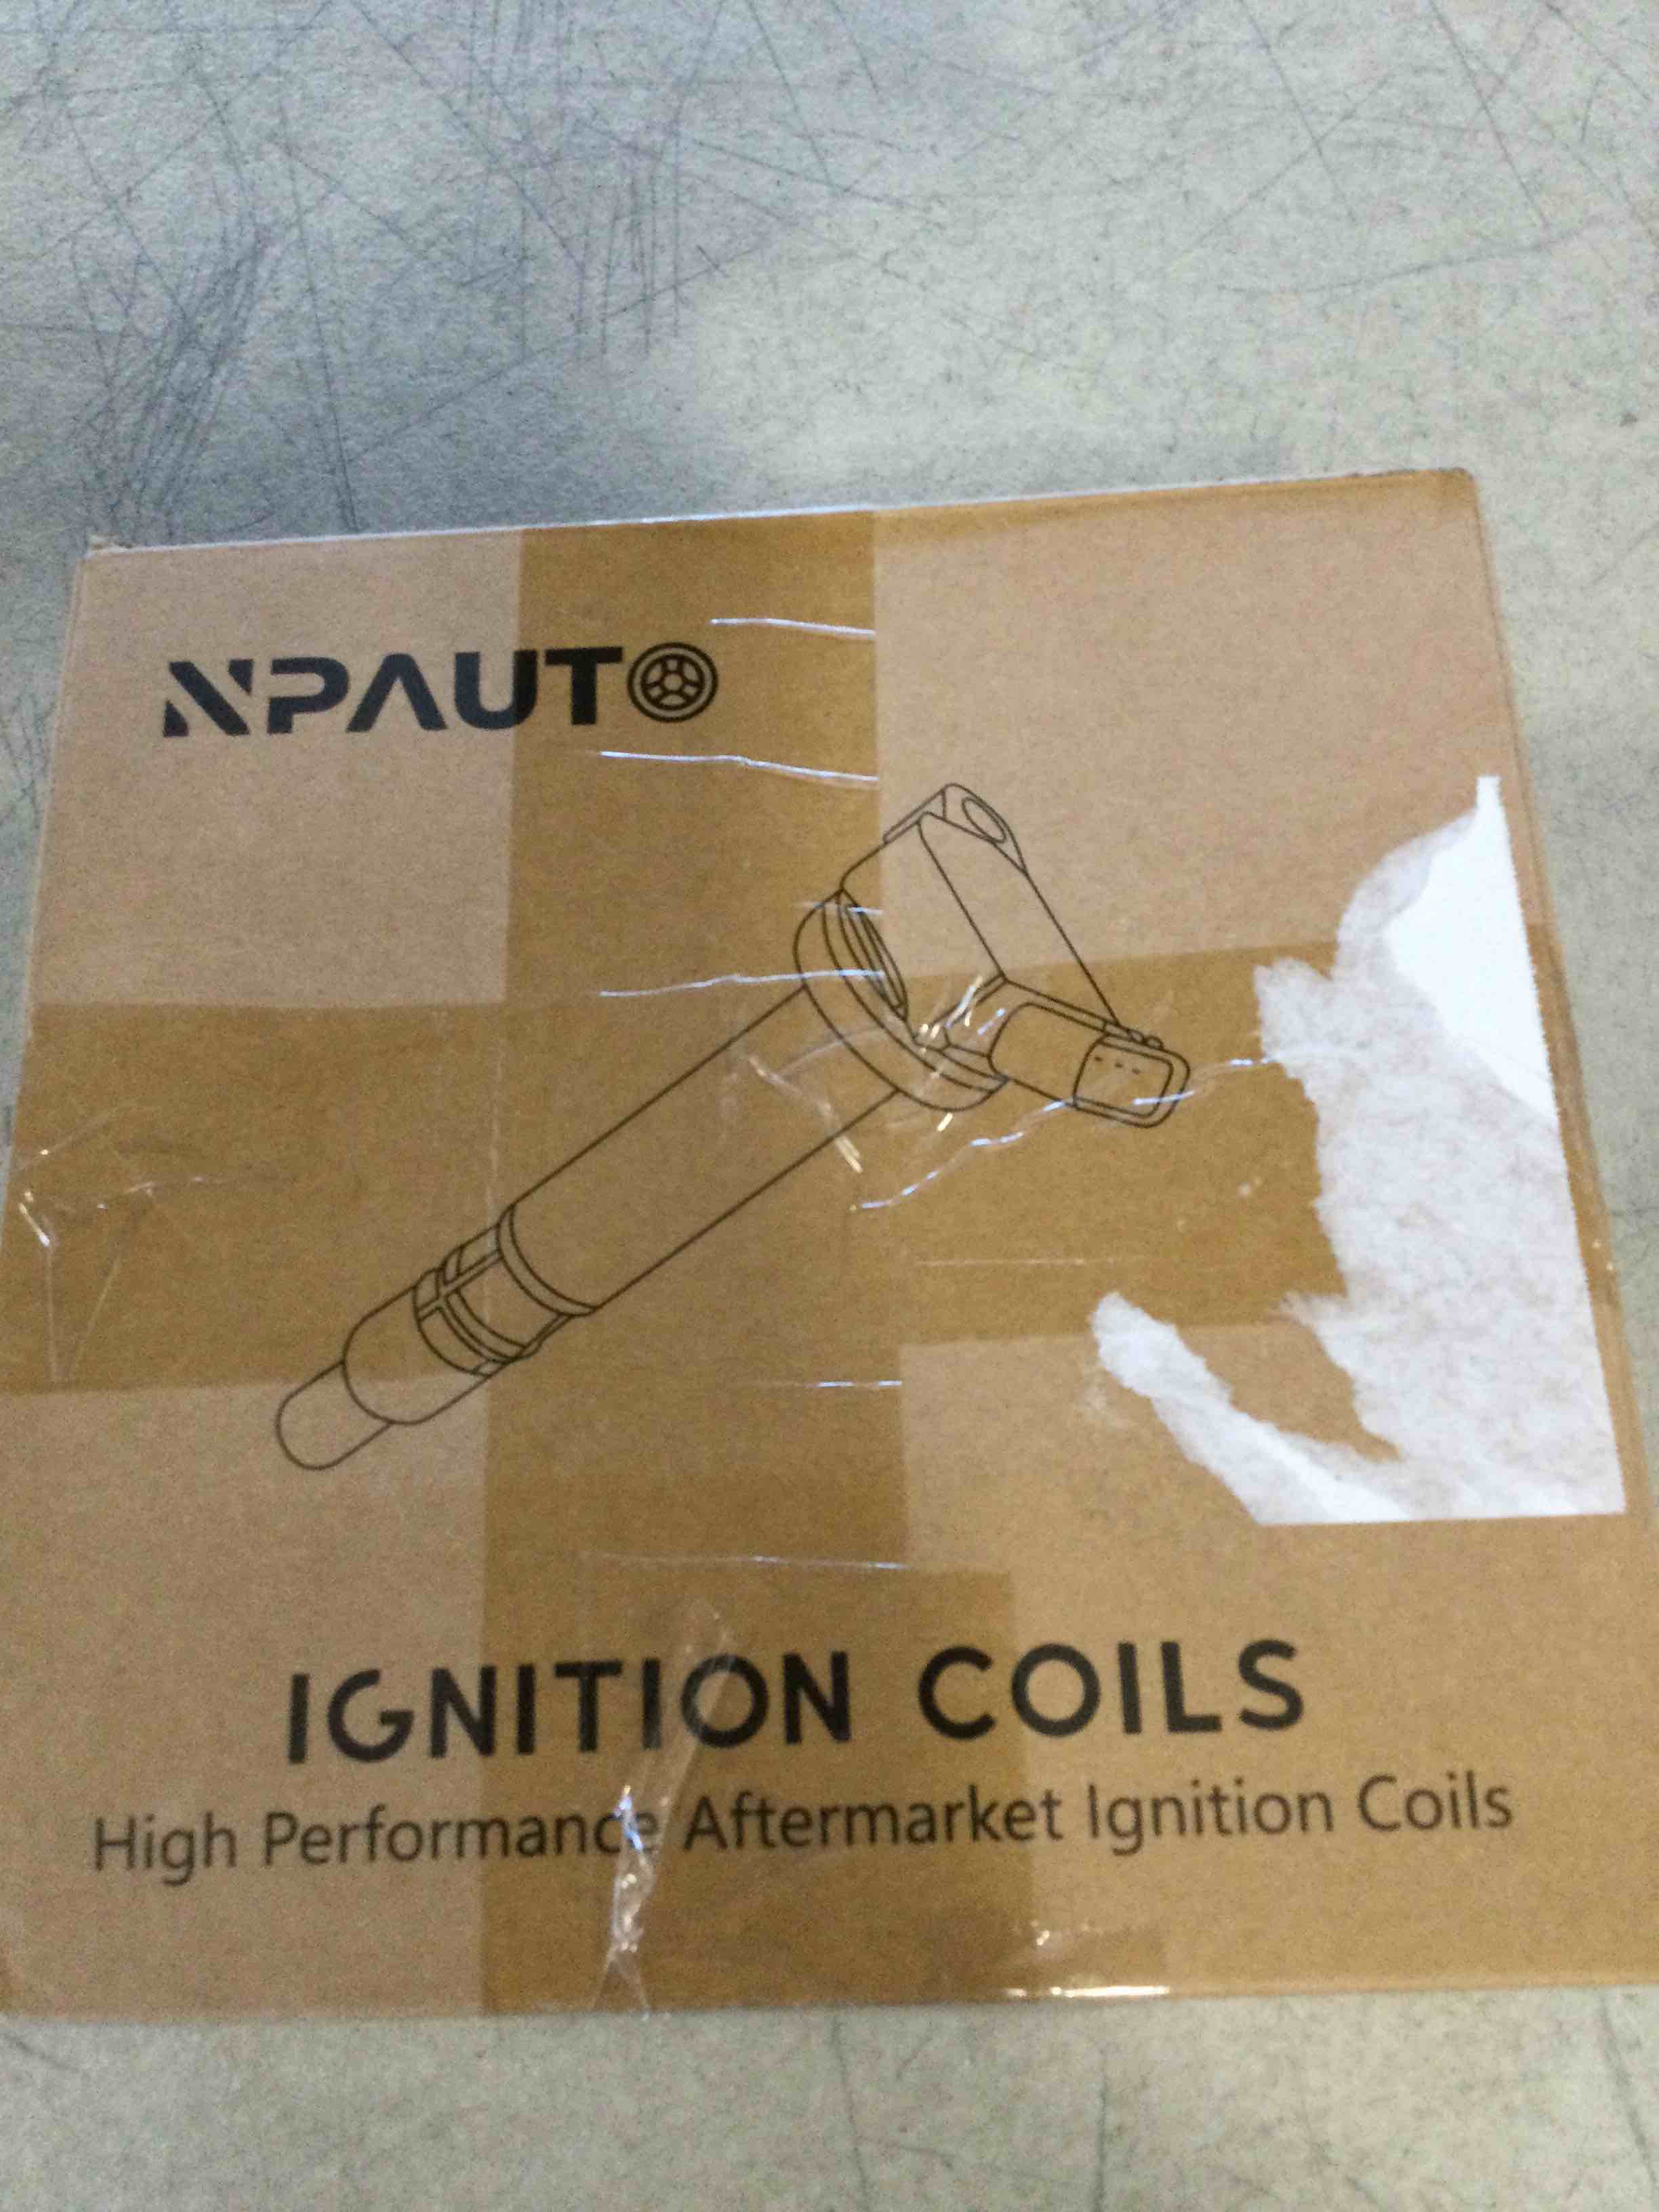 NPAUTO
IGNITION COILS
High Performance Aftermarket Ignition Coils